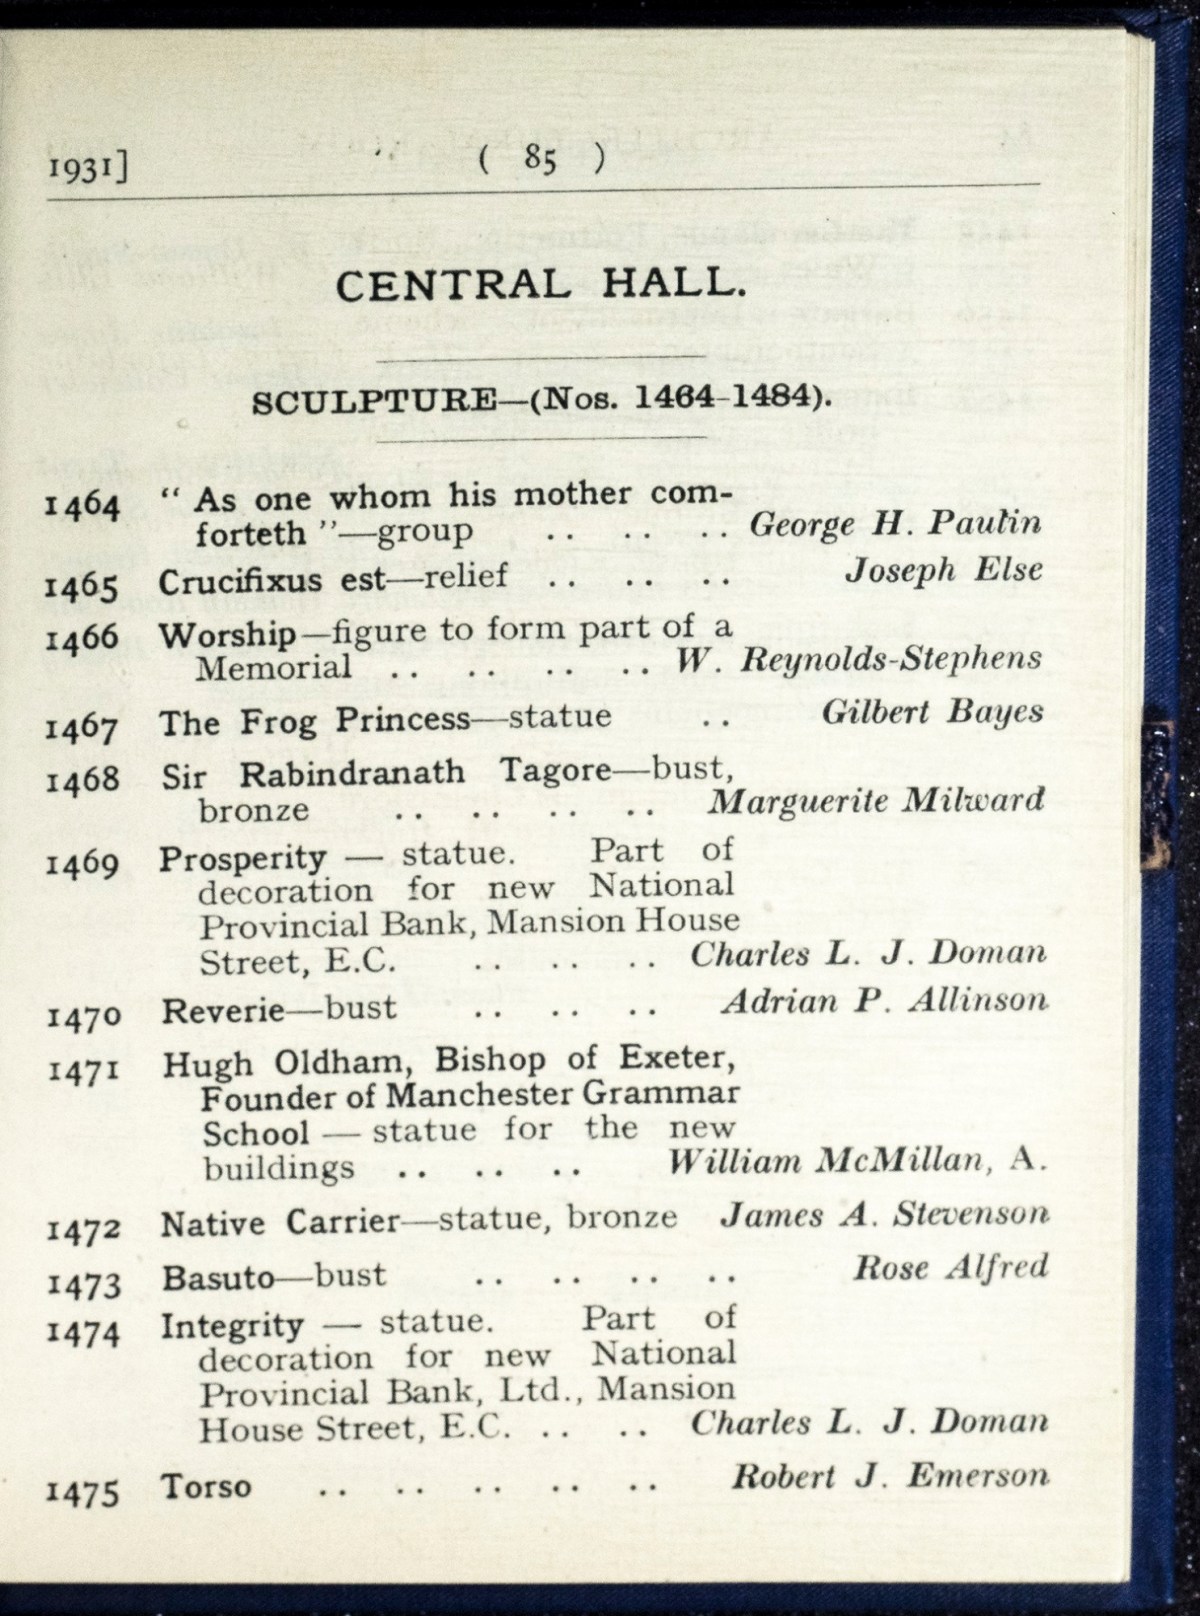 1931] ( 85 )
CENTRAL HALL.
SCULPTURE—(Nos. 1464-1484).
1464 “ As one whom his mother com-
forteth ”—group .. .. .. George H. Paulin
1465 Crucifixus est—relief .. .. .. Joseph Else
1466 Worship—figure to form part of a
Memorial .. .. .. .. W. Reynolds-Stephens
1467 The Frog Princess—statue .. Gilbert Bayes
1468 Sir Rabindranath Tagore—bust,
bronze .. .. .. .. Marguerite Milward
1469 Prosperity — statue. Part of
decoration for new National
Provincial Bank, Mansion House
Street, E.C. .. .. .. Charles L. J. Doman
1470 Reverie—bust .. .. .. Adrian P. Allinson
1471 Hugh Oldham, Bishop of Exeter,
Founder of Manchester Grammar
School — statue for the new
buildings .. .. .. William McMillan, A.
1472 Native Carrier—statue, bronze James A. Stevenson
1473 Basuto—bust .. .. .. .. Rose Alfred
1474 Integrity — statue. Part of
decoration for new National
Provincial Bank, Ltd., Mansion
House Street, E.C. .. .. Charles L. J. Doman
1475 Torso .. .. .. .. .. Robert J. Emerson